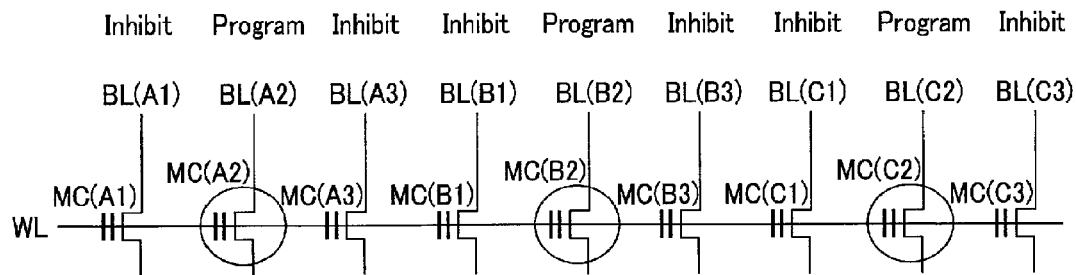 Inhibit Program Inhibit Inhibit Program Inhibit Inhibit Program Inhibit
BL(A1) BL(A2) BL(A3) BL(B1) BL(B2) BL(B3) BL(C1) BL(C2) BL(C3)
MC(A1) MC(A2) MC(A3) MC(B1) MC(B2) MC(B3) MC(C1) MC(C2) MC(C3)
WL